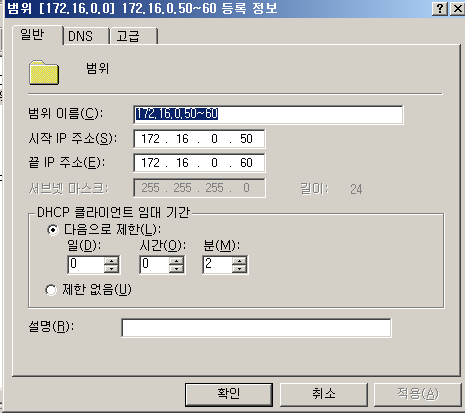 범위 [172.16.0.0] 172.16.0.50~60 등록 정보
일반 DNS 고급
범위
범위 이름(C): 172.16.0.50~60
시작 IP 주소(S): 172 . 16 . 0 . 50
끝 IP 주소(E): 172 . 16 . 0 . 60
서브넷 마스크: 255 . 255 . 255 . 0 길이: 24
DHCP 클라이언트 임대 기간
다음으로 제한(L):
일(D): 시간(O): 분(M):
0 0 2
제한 없음(U)
설명(R):
확인 취소 적용(A)